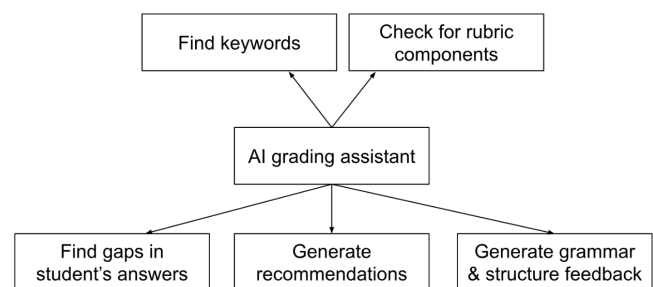 Find keywords
Check for rubric
components
AI grading assistant
Find gaps in
student's answers
Generate
recommendations
Generate grammar
& structure feedback